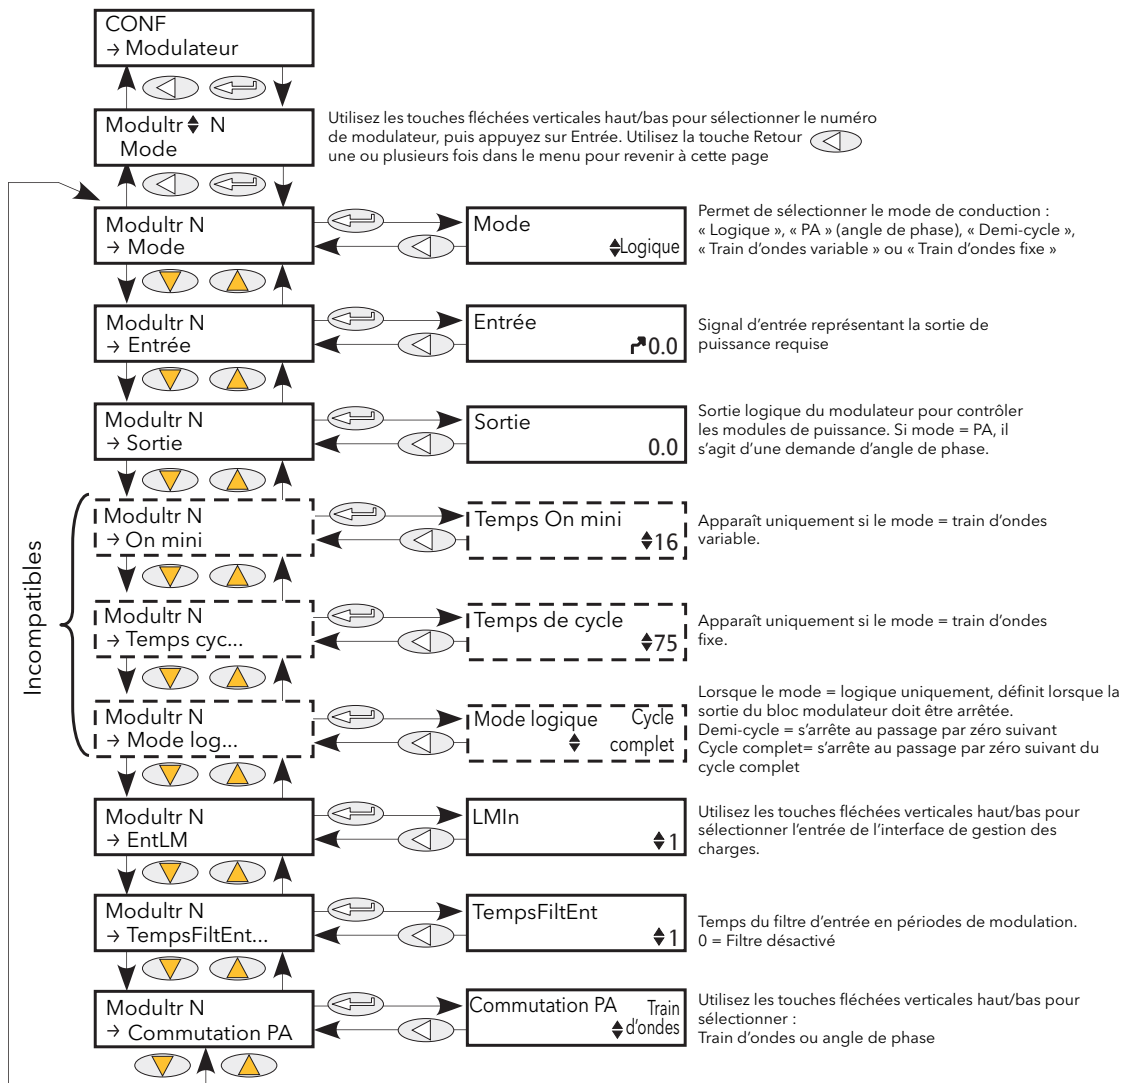 CONF
→ Modulateur
Modultr N
Mode
Utilisez les touches fléchées verticales haut/bas pour sélectionner le numéro
de modulateur, puis appuyez sur Entrée. Utilisez la touche Retour
une ou plusieurs fois dans le menu pour revenir à cette page
Modultr N
→ Mode
Mode
Logique
Permet de sélectionner le mode de conduction :
« Logique », « PA » (angle de phase), « Demi-cycle »,
« Train d'ondes variable » ou « Train d'ondes fixe »
Modultr N
→ Entrée
Entrée
0.0
Signal d'entrée représentant la sortie de
puissance requise
Modultr N
→ Sortie
Sortie
0.0
Sortie logique du modulateur pour contrôler
les modules de puissance. Si mode = PA, il
s'agit d'une demande d'angle de phase.
Incompatibles
Modultr N
→ On mini
Temps On mini
16
Apparaît uniquement si le mode = train d'ondes
variable.
Modultr N
→ Temps cyc...
Temps de cycle
75
Apparaît uniquement si le mode = train d'ondes
fixe.
Modultr N
→ Mode log...
Mode logique Cycle
complet
Lorsque le mode = logique uniquement, définit lorsque la
sortie du bloc modulateur doit être arrêtée.
Demi-cycle = s'arrête au passage par zéro suivant
Cycle complet= s'arrête au passage par zéro suivant du
cycle complet
Modultr N
→ EntLM
LMIn
1
Utilisez les touches fléchées verticales haut/bas pour
sélectionner l'entrée de l'interface de gestion des
charges.
Modultr N
→ TempsFiltEnt...
TempsFiltEnt
1
Temps du filtre d'entrée en périodes de modulation.
0 = Filtre désactivé
Modultr N
→ Commutation PA
Commutation PA Train
d'ondes
Utilisez les touches fléchées verticales haut/bas pour
sélectionner :
Train d'ondes ou angle de phase